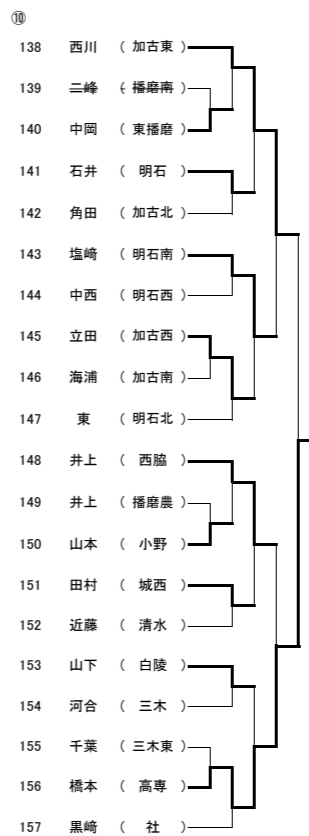 ⑩
138 西川 ( 加古東 )
139 二峰 ( 播磨南 )
140 中岡 ( 東播磨 )
141 石井 ( 明石 )
142 角田 ( 加古北 )
143 塩﨑 ( 明石南 )
144 中西 ( 明石西 )
145 立田 ( 加古西 )
146 海浦 ( 加古南 )
147 東 ( 明石北 )
148 井上 ( 西脇 )
149 井上 ( 播磨農 )
150 山本 ( 小野 )
151 田村 ( 城西 )
152 近藤 ( 清水 )
153 山下 ( 白陵 )
154 河合 ( 三木 )
155 千葉 ( 三木東 )
156 橋本 ( 高専 )
157 黒﨑 ( 社 )